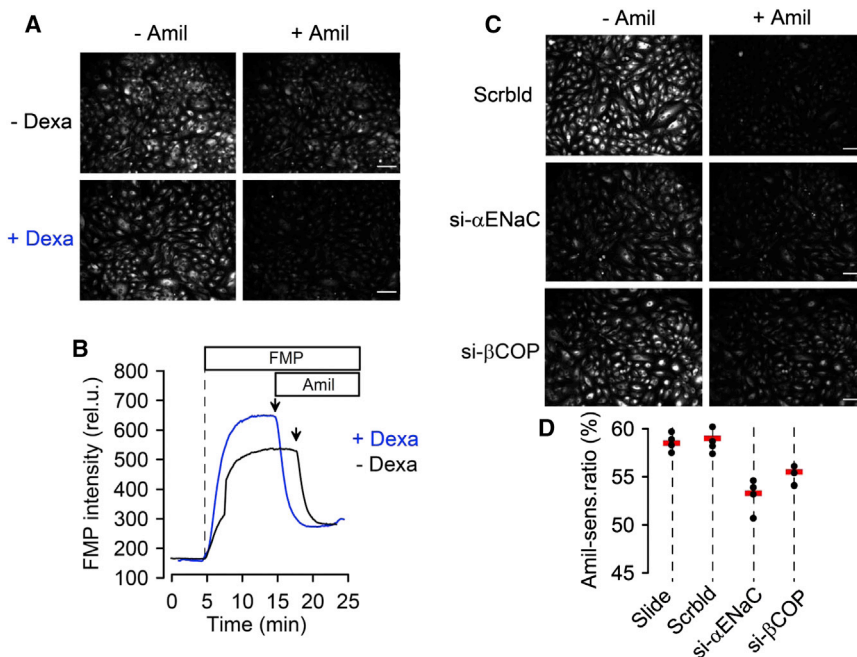 A
- Amil
+ Amil
- Dexa
+ Dexa
B
FMP
Amil
FMP intensity (rel.u.)
800
700
600
500
400
300
200
100
+ Dexa
- Dexa
0
5
10
15
20
25
Time (min)
C
- Amil
+ Amil
Scrbld
si-αENaC
si-βCOP
D
Amil-sens.ratio (%)
60
55
50
45
Slide
Scrbld
si-αENaC
si-βCOP